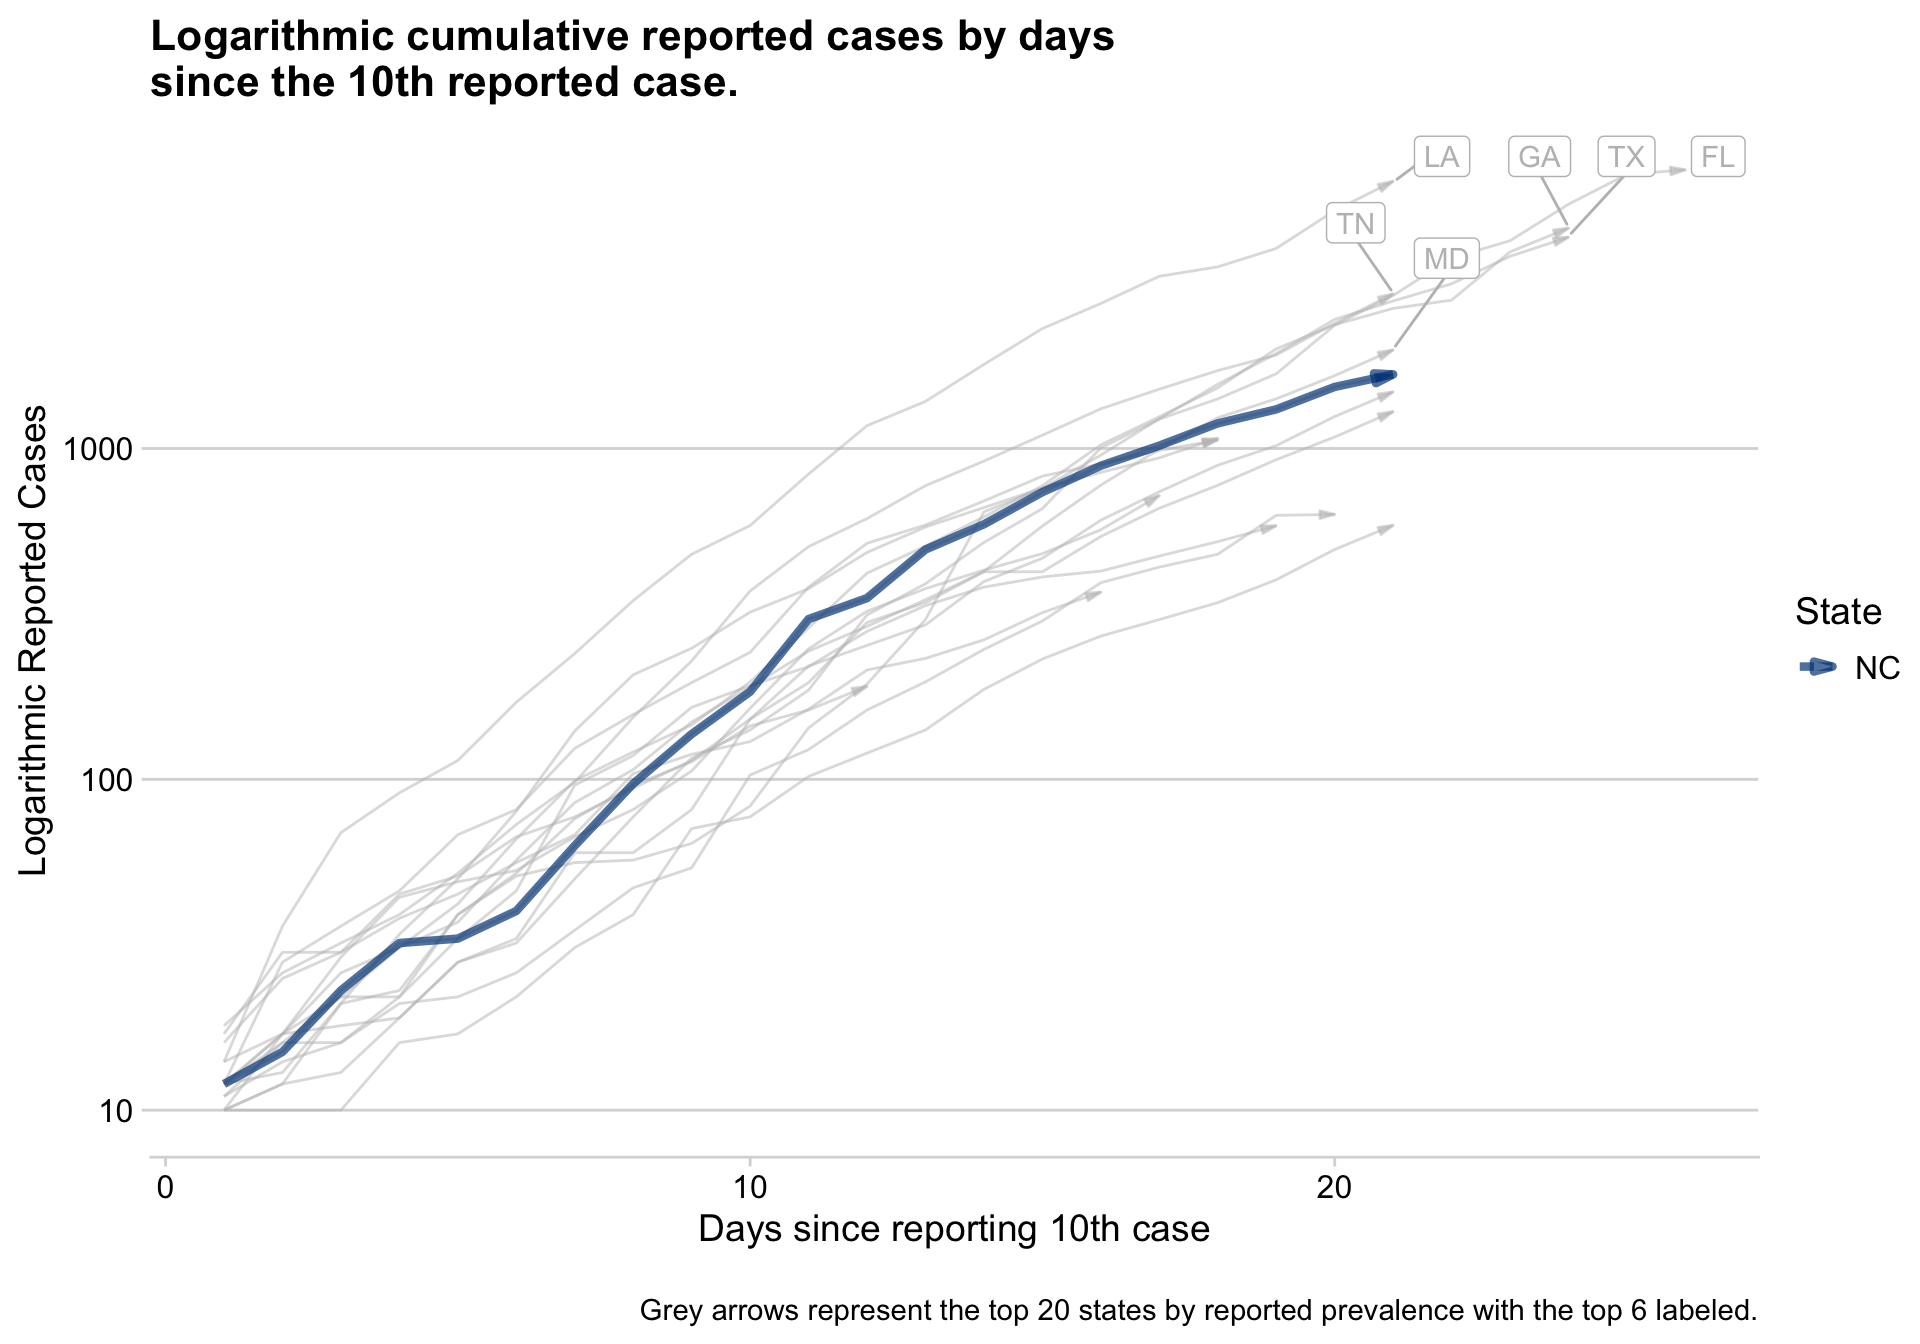 Logarithmic cumulative reported cases by days
since the 10th reported case.
LA
GA
TX
FL
TN
MD
1000
100
10
Logarithmic Reported Cases
State
NC
0
10
20
Days since reporting 10th case
Grey arrows represent the top 20 states by reported prevalence with the top 6 labeled.